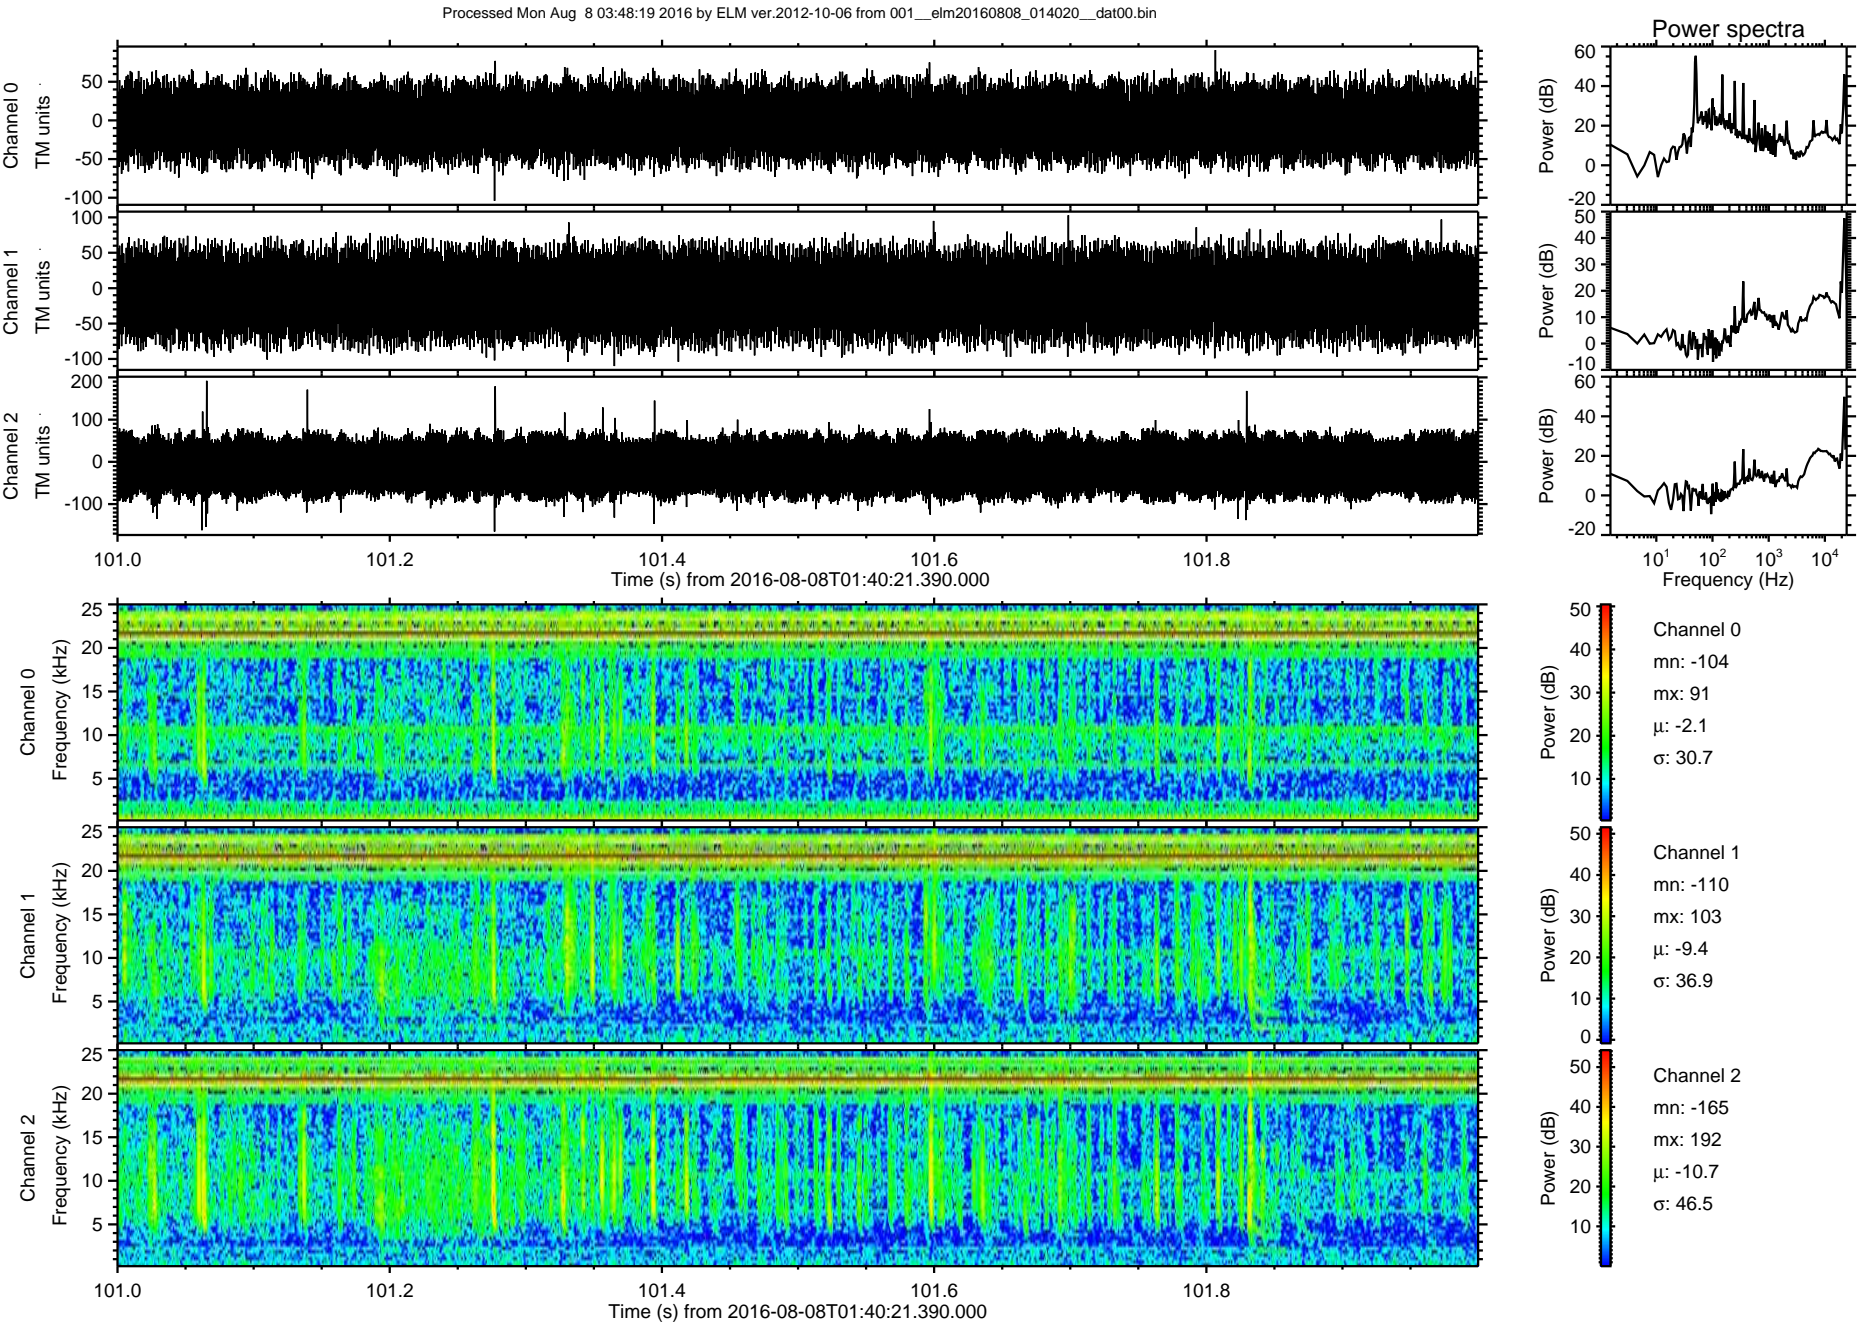 Processed Mon Aug  8 03:48:19 2016 by ELM ver.2012-10-06 from 001__elm20160808_014020__dat00.bin
Power spectra
Channel 0
TM units
50
0
-50
-100
Power (dB)
60
40
20
0
-20
Channel 1
TM units
100
50
0
-50
-100
Power (dB)
50
40
30
20
10
0
-10
Channel 2
TM units
200
100
0
-100
Power (dB)
60
40
20
0
-20
101.0 101.2 101.4 101.6 101.8
Time (s) from 2016-08-08T01:40:21.390.000
10¹ 10² 10³ 10⁴
Frequency (Hz)
Channel 0
Frequency (kHz)
25
20
15
10
5
Power (dB)
50
40
30
20
10
Channel 0
mn: -104
mx: 91
μ: -2.1
σ: 30.7
Channel 1
Frequency (kHz)
25
20
15
10
5
Power (dB)
50
40
30
20
10
0
Channel 1
mn: -110
mx: 103
μ: -9.4
σ: 36.9
Channel 2
Frequency (kHz)
25
20
15
10
5
Power (dB)
50
40
30
20
10
Channel 2
mn: -165
mx: 192
μ: -10.7
σ: 46.5
101.0 101.2 101.4 101.6 101.8
Time (s) from 2016-08-08T01:40:21.390.000